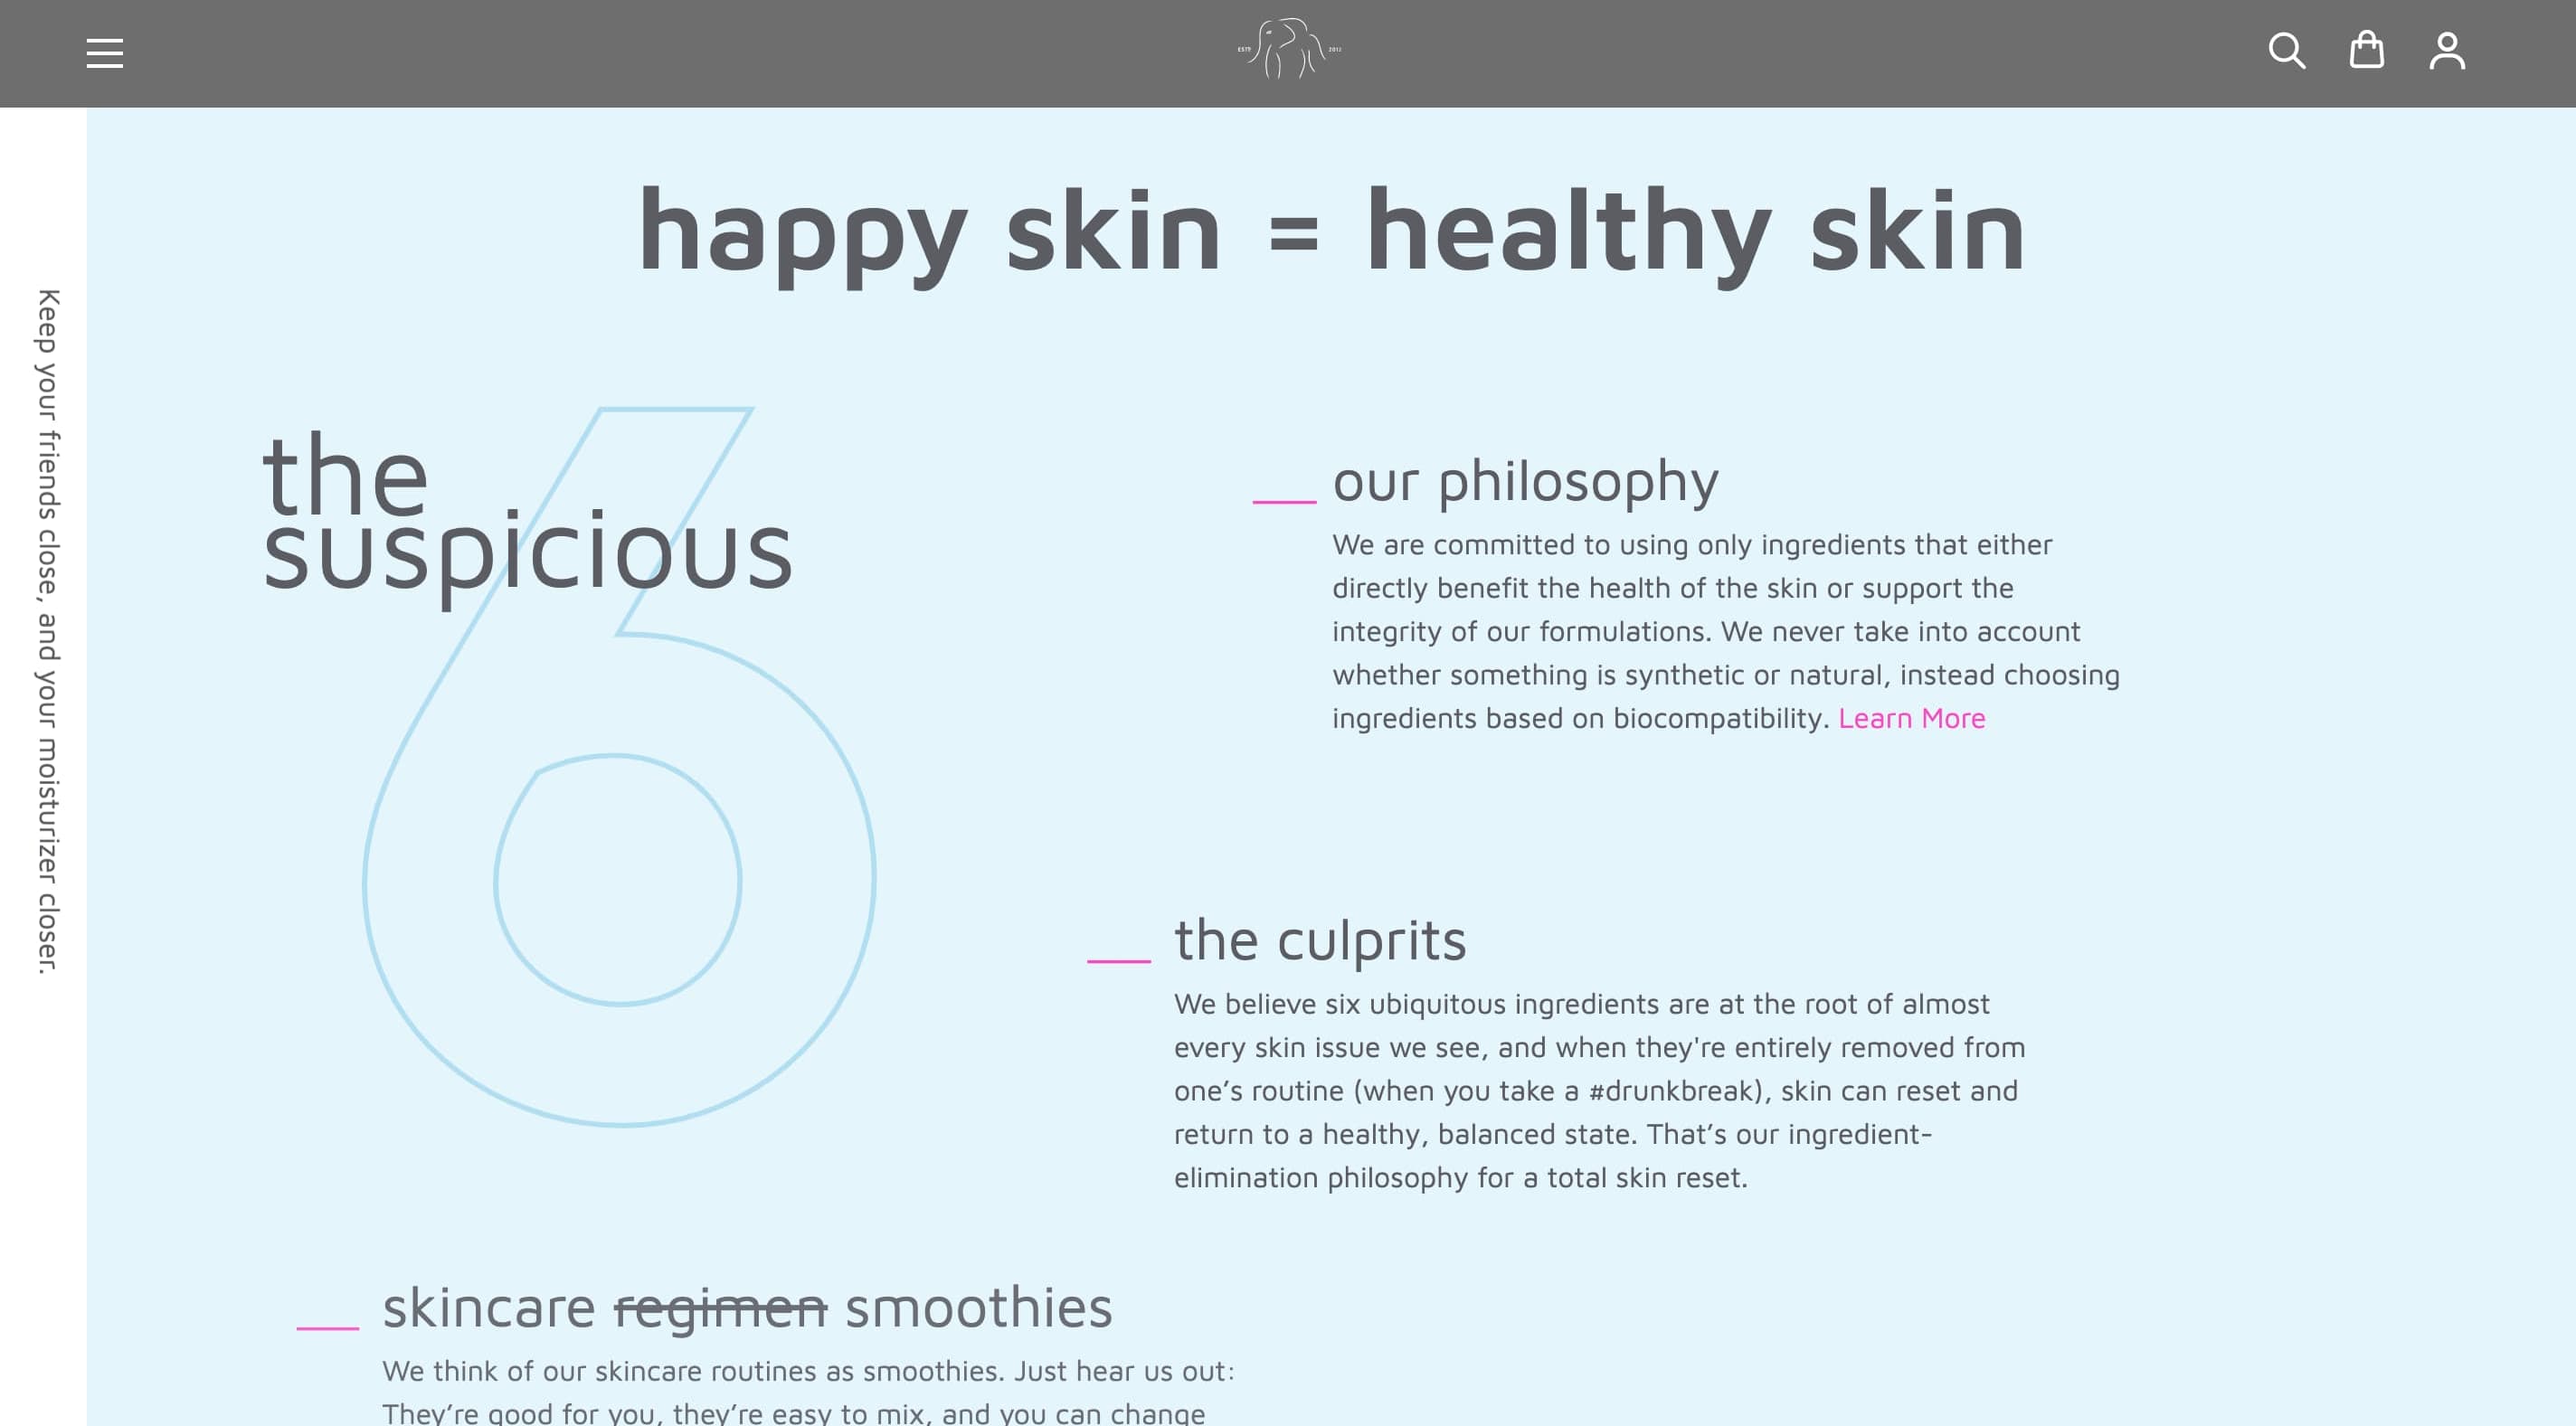 ESTD
2012
happy skin = healthy skin
Keep your friends close, and your moisturizer closer.
the
suspicious
6
our philosophy
We are committed to using only ingredients that either
directly benefit the health of the skin or support the
integrity of our formulations. We never take into account
whether something is synthetic or natural, instead choosing
ingredients based on biocompatibility. Learn More
the culprits
We believe six ubiquitous ingredients are at the root of almost
every skin issue we see, and when they're entirely removed from
one’s routine (when you take a #drunkbreak), skin can reset and
return to a healthy, balanced state. That’s our ingredient-
elimination philosophy for a total skin reset.
skincare regimen smoothies
We think of our skincare routines as smoothies. Just hear us out:
They’re good for you, they’re easy to mix, and you can change